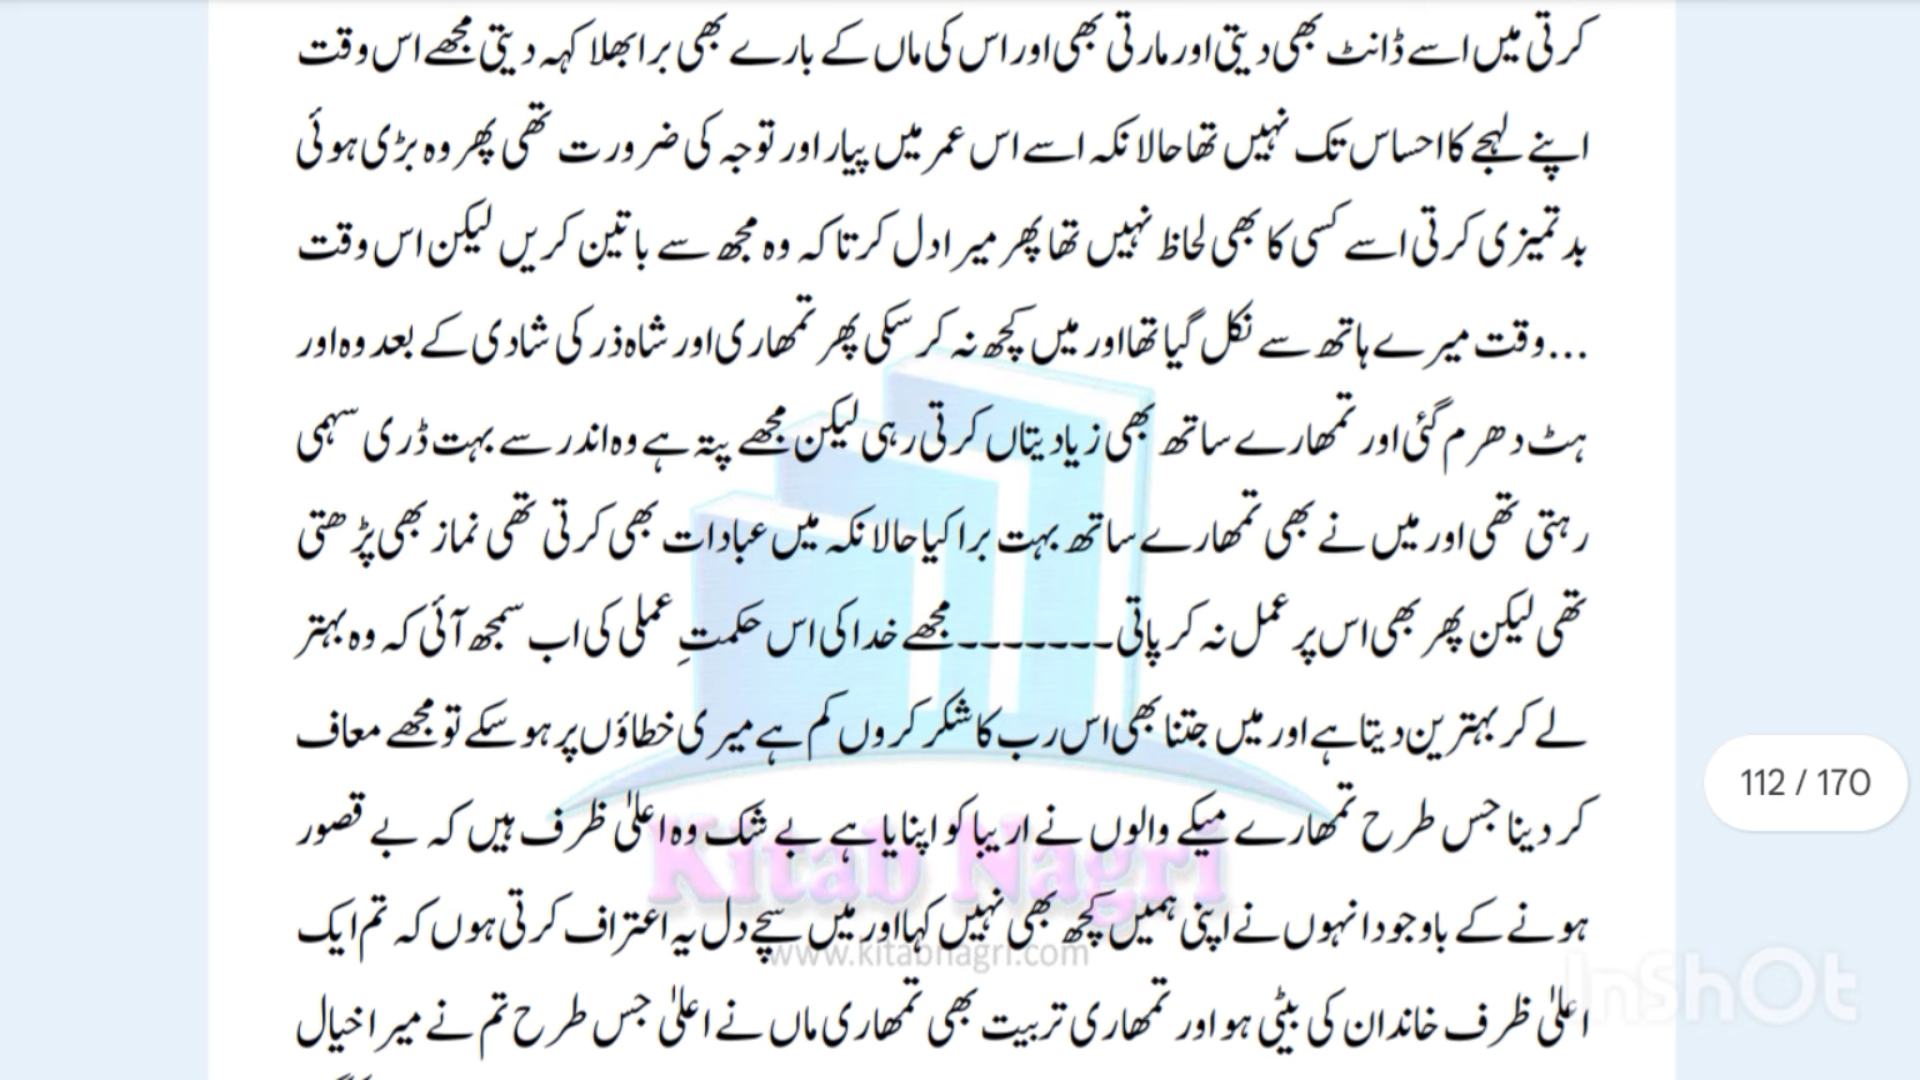 کرتی میں اسے ڈانٹ بھی دیتی اور مارتی بھی اور اس کی ماں کے بارے بھی برا بھلا کہہ دیتی مجھے اس وقت
اپنے لہجے کا احساس تک نہیں تھا حالانکہ اسے اس عمر میں پیار اور توجہ کی ضرورت تھی پھر وہ بڑی ہوئی
بد تمیزی کرتی اسے کسی کا بھی لحاظ نہیں تھا پھر میرا دل کرتا کہ وہ مجھ سے باتیں کریں لیکن اس وقت
...وقت میرے ہاتھ سے نکل گیا تھا اور میں کچھ نہ کر سکی پھر تمھاری اور شاہ ذر کی شادی کے بعد وہ اور
ہٹ دھرم گئی اور تمھارے ساتھ بھی زیادیتاں کرتی رہی لیکن مجھے پتہ ہے وہ اندر سے بہت ڈری سہمی
رہتی تھی اور میں نے بھی تمھارے ساتھ بہت برا کیا حالانکہ میں عبادات بھی کرتی تھی نماز بھی پڑھتی
تھی لیکن پھر بھی اس پر عمل نہ کر پاتی۔۔۔۔۔۔۔۔ مجھے خدا کی اس حکمتِ عملی کی اب سمجھ آئی کہ وہ بہتر
لے کر بہترین دیتا ہے اور میں جتنا بھی اس رب کا شکر کروں کم ہے میری خطاؤں پر ہو سکے تو مجھے معاف
کر دینا جس طرح تمھارے میکے والوں نے اریبا کو اپنایا ہے بے شک وہ اعلیٰ ظرف ہیں کہ بے قصور
ہونے کے باوجود انہوں نے اپنی ہمیں کچھ بھی نہیں کہا اور میں سچے دل یہ اعتراف کرتی ہوں کہ تم ایک
اعلیٰ ظرف خاندان کی بیٹی ہو اور تمھاری تربیت بھی تمھاری ماں نے اعلیٰ جس طرح تم نے میرا خیال
Kitab Nagri
www.kitabnagri.com
112 / 170
InShOt